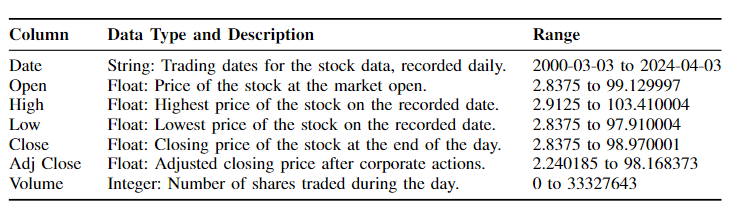 Column Data Type and Description Range
Date String: Trading dates for the stock data, recorded daily. 2000-03-03 to 2024-04-03
Open Float: Price of the stock at the market open. 2.8375 to 99.129997
High Float: Highest price of the stock on the recorded date. 2.9125 to 103.410004
Low Float: Lowest price of the stock on the recorded date. 2.8375 to 97.910004
Close Float: Closing price of the stock at the end of the day. 2.8375 to 98.970001
Adj Close Float: Adjusted closing price after corporate actions. 2.240185 to 98.168373
Volume Integer: Number of shares traded during the day. 0 to 33327643